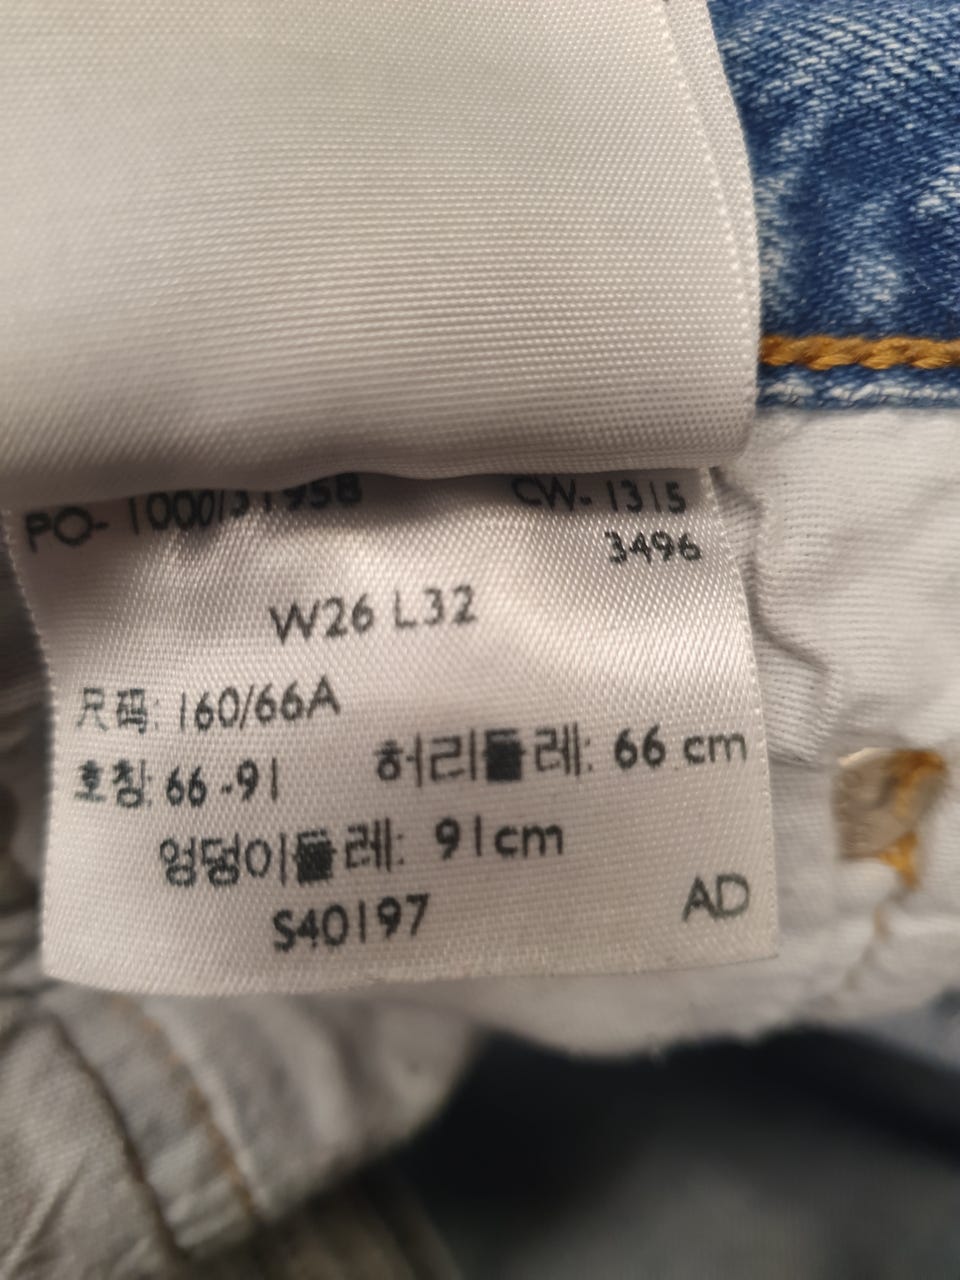 PO- 1000/31958 CW- 1315
3496
W26 L32
尺码: 160/66A
호칭: 66 -91 허리둘레: 66 cm
엉덩이둘레: 91cm
S40197 AD